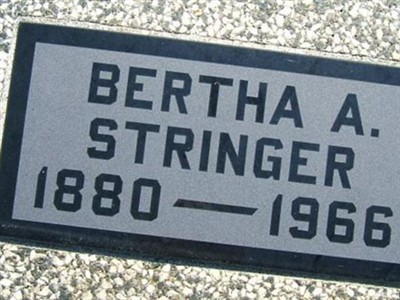 BERTHA A.
STRINGER
1880 — 1966